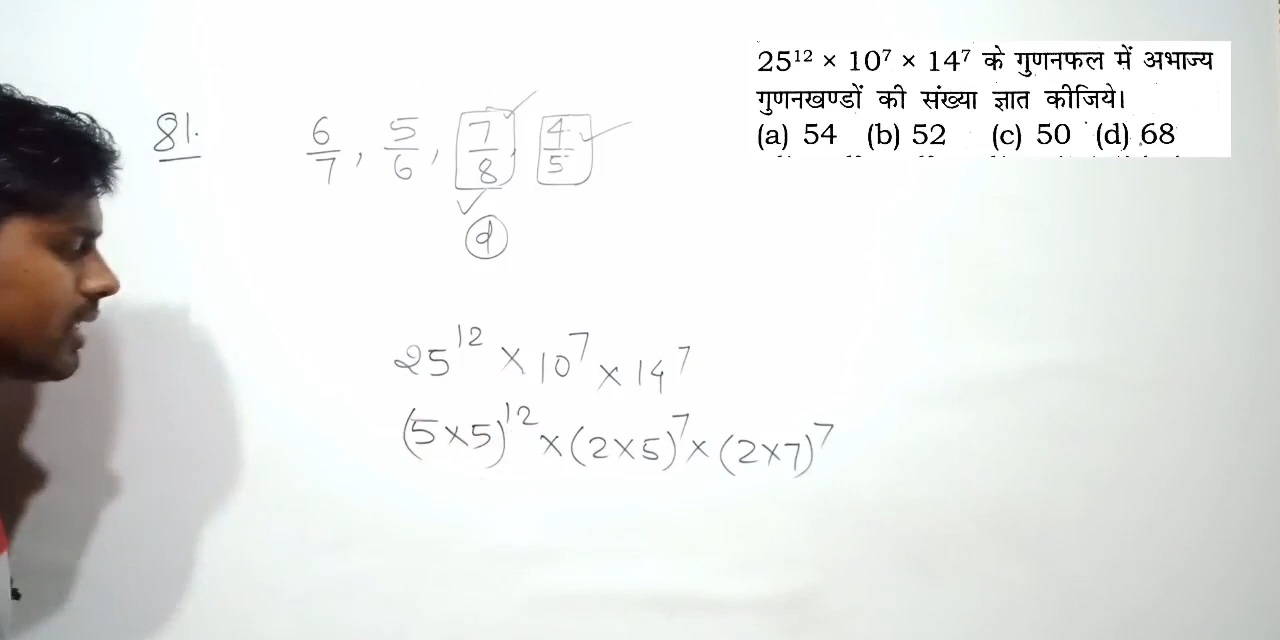 25¹² × 10⁷ × 14⁷ के गुणनफल में अभाज्य
गुणनखण्डों की संख्या ज्ञात कीजिये।
(a) 54 (b) 52 (c) 50 (d) 68
81. 6/7, 5/6, 7/8, 4/5
d
25¹² × 10⁷ × 14⁷
(5×5)¹² × (2×5)⁷ × (2×7)⁷